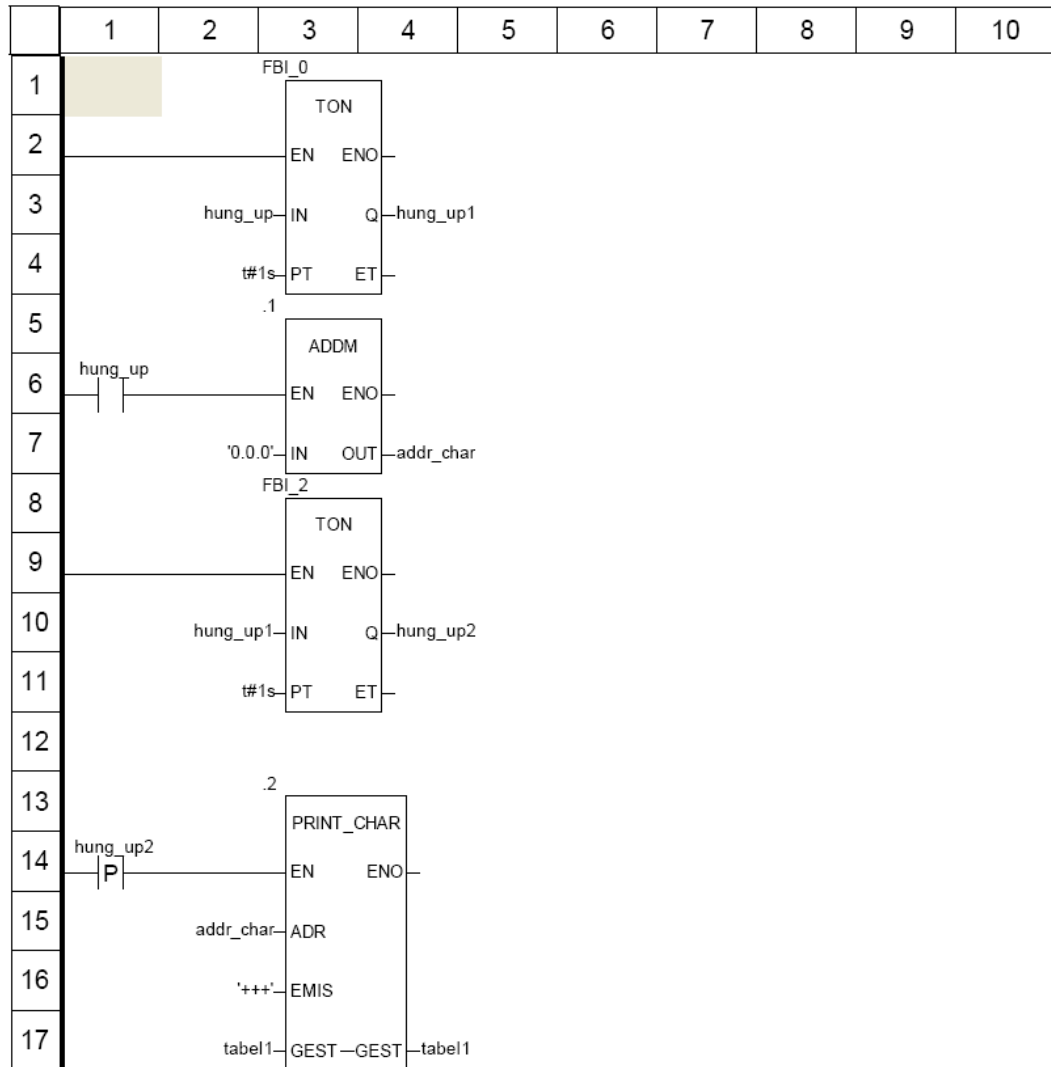 1 2 3 4 5 6 7 8 9 10
1
FBI_0
TON
2
EN ENO
3
hung_up IN Q hung_up1
4
t#1s PT ET
5
.1
ADDM
6
hung_up
EN ENO
7
'0.0.0' IN OUT addr_char
8
FBI_2
TON
9
EN ENO
10
hung_up1 IN Q hung_up2
11
t#1s PT ET
12
13
.2
PRINT_CHAR
14
hung_up2
P
EN ENO
15
addr_char ADR
16
'+++' EMIS
17
tabel1 GEST GEST tabel1